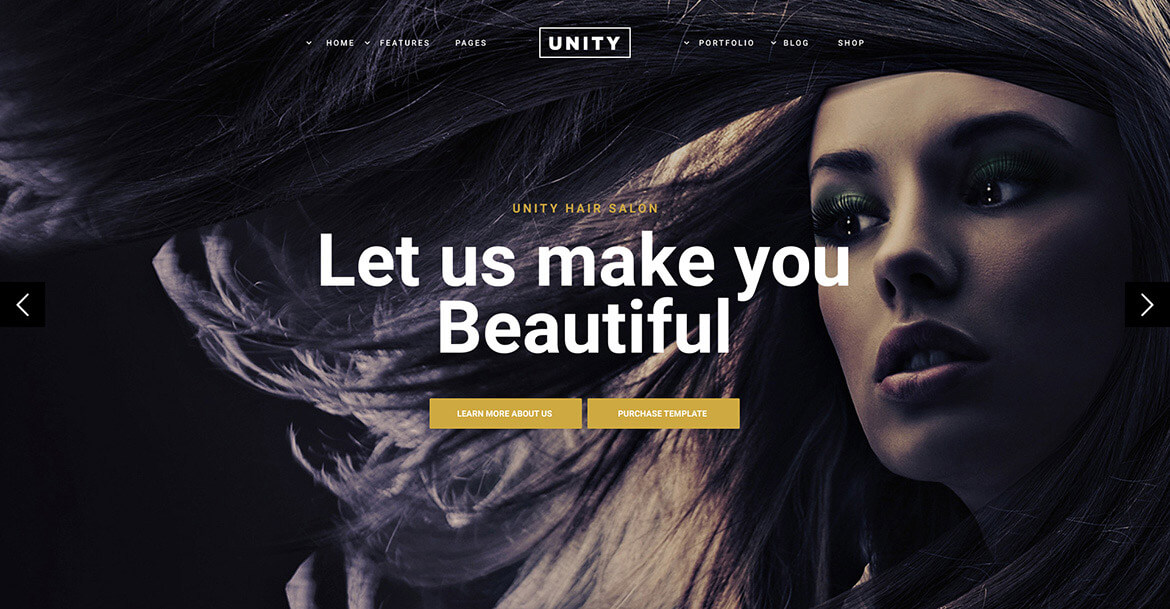 HOME FEATURES PAGES UNITY PORTFOLIO BLOG SHOP
UNITY HAIR SALON
Let us make you
Beautiful
LEARN MORE ABOUT US PURCHASE TEMPLATE